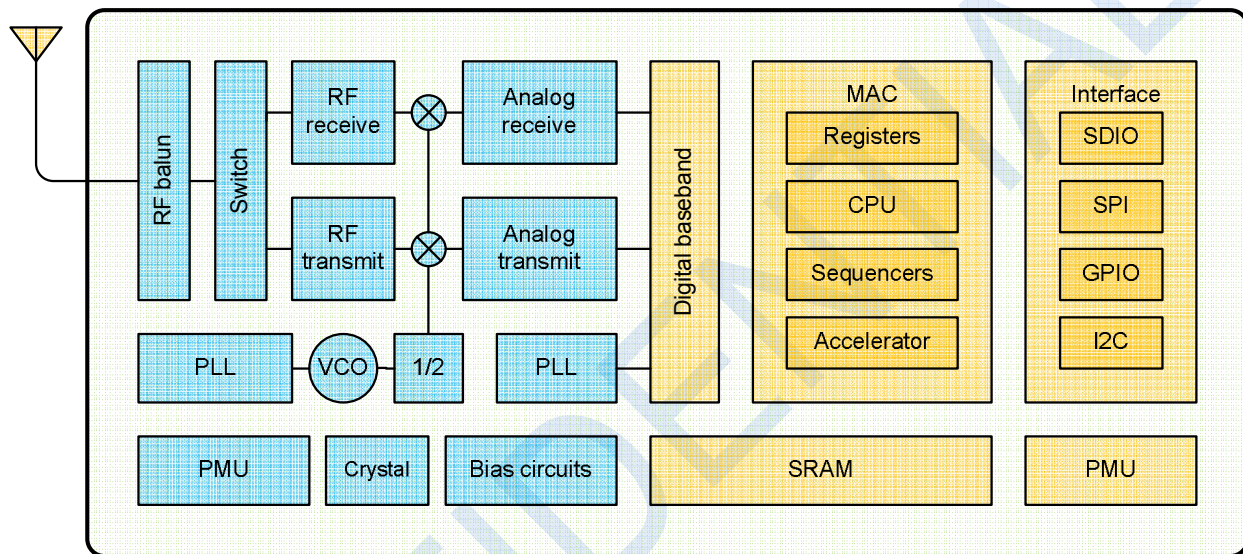 RF balun
Switch
RF
receive
Analog
receive
RF
transmit
Analog
transmit
PLL
VCO
1/2
PLL
Digital baseband
MAC
Registers
CPU
Sequencers
Accelerator
Interface
SDIO
SPI
GPIO
I2C
PMU
Crystal
Bias circuits
SRAM
PMU
IDENTIAL